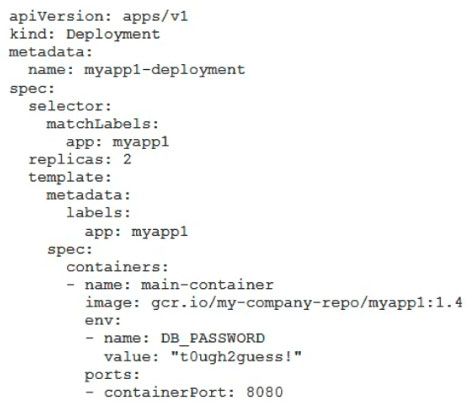 apiVersion: apps/v1
kind: Deployment
metadata:
  name: myapp1-deployment
spec:
  selector:
    matchLabels:
      app: myapp1
  replicas: 2
  template:
    metadata:
      labels:
        app: myapp1
    spec:
      containers:
      - name: main-container
        image: gcr.io/my-company-repo/myapp1:1.4
        env:
        - name: DB_PASSWORD
          value: "t0ugh2guess!"
        ports:
        - containerPort: 8080